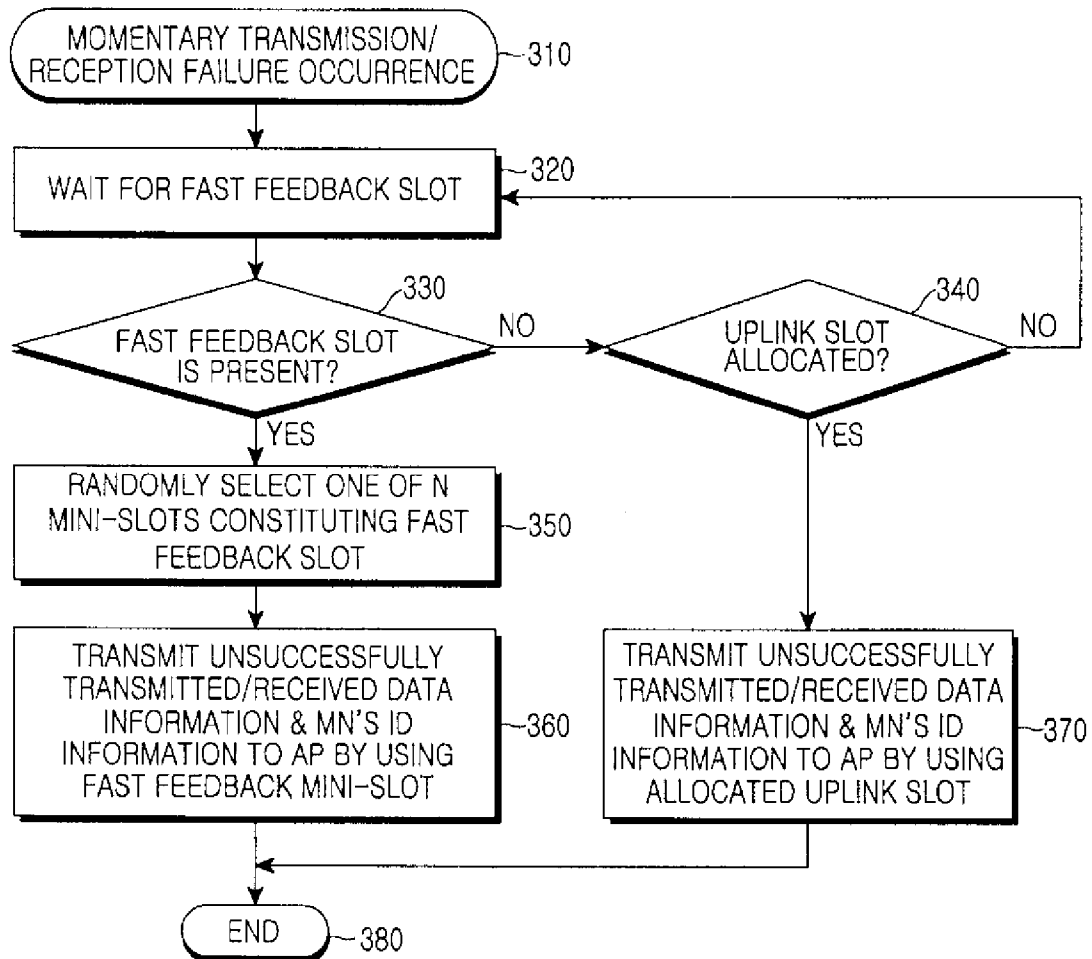 MOMENTARY TRANSMISSION/
RECEPTION FAILURE OCCURRENCE
310
WAIT FOR FAST FEEDBACK SLOT
320
FAST FEEDBACK SLOT
IS PRESENT?
330
NO
YES
UPLINK SLOT
ALLOCATED?
340
NO
YES
RANDOMLY SELECT ONE OF N
MINI-SLOTS CONSTITUTING FAST
FEEDBACK SLOT
350
TRANSMIT UNSUCCESSFULLY
TRANSMITTED/RECEIVED DATA
INFORMATION & MN'S ID
INFORMATION TO AP BY USING
FAST FEEDBACK MINI-SLOT
360
TRANSMIT UNSUCCESSFULLY
TRANSMITTED/RECEIVED DATA
INFORMATION & MN'S ID
INFORMATION TO AP BY USING
ALLOCATED UPLINK SLOT
370
END
380